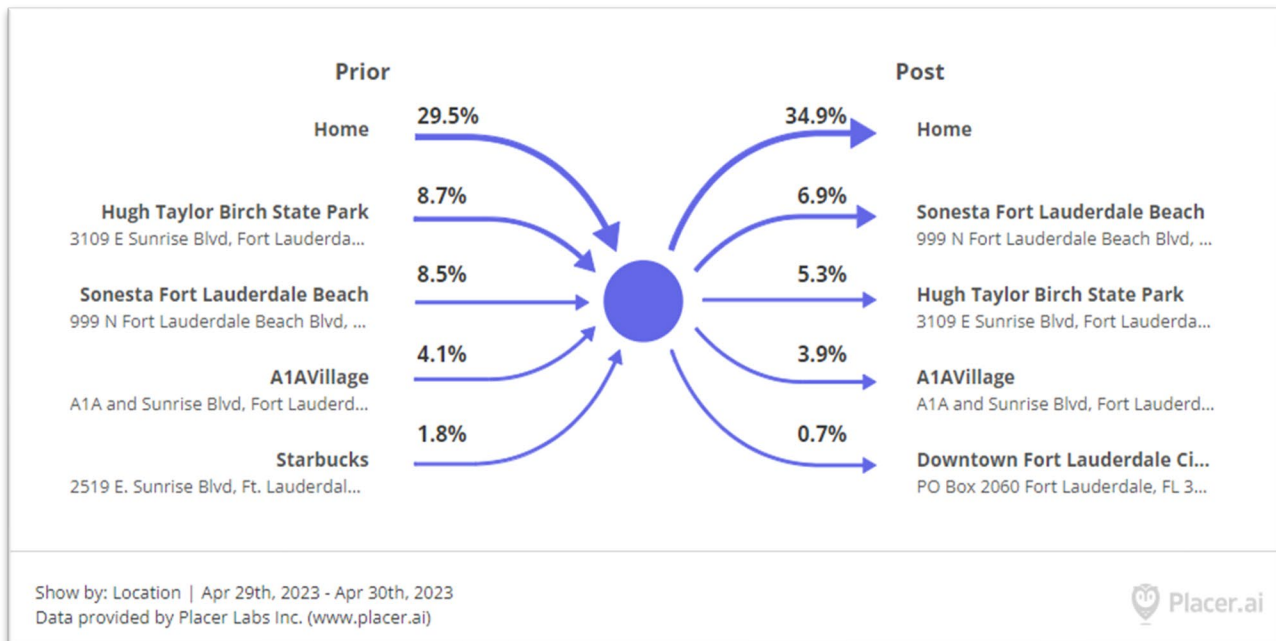 Prior
Post
29.5%
Home
8.7%
Hugh Taylor Birch State Park
3109 E Sunrise Blvd, Fort Lauderda...
8.5%
Sonesta Fort Lauderdale Beach
999 N Fort Lauderdale Beach Blvd, ...
4.1%
A1AVillage
A1A and Sunrise Blvd, Fort Lauderd...
1.8%
Starbucks
2519 E. Sunrise Blvd, Ft. Lauderdal...
34.9%
Home
6.9%
Sonesta Fort Lauderdale Beach
999 N Fort Lauderdale Beach Blvd, ...
5.3%
Hugh Taylor Birch State Park
3109 E Sunrise Blvd, Fort Lauderda...
3.9%
A1AVillage
A1A and Sunrise Blvd, Fort Lauderd...
0.7%
Downtown Fort Lauderdale Ci...
PO Box 2060 Fort Lauderdale, FL 3...
Show by: Location | Apr 29th, 2023 - Apr 30th, 2023
Data provided by Placer Labs Inc. (www.placer.ai)
Placer.ai